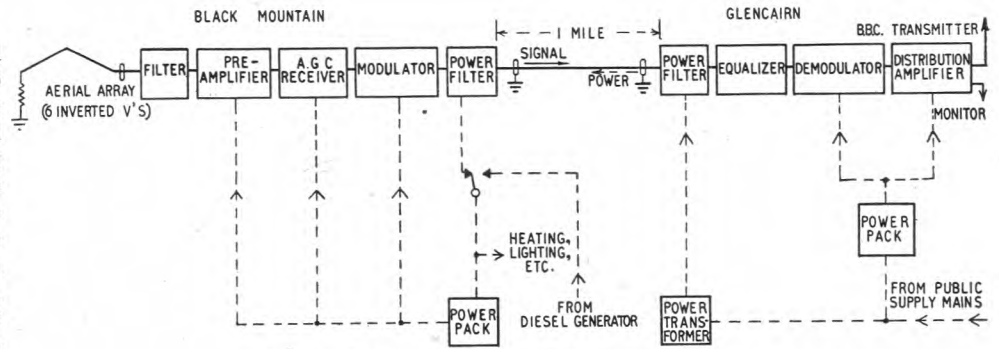 BLACK MOUNTAIN
GLENCAIRN
1 MILE
SIGNAL
POWER
B.B.C. TRANSMITTER
MONITOR
AERIAL ARRAY
(6 INVERTED V'S)
FILTER
PRE-
AMPLIFIER
A.G.C
RECEIVER
MODULATOR
POWER
FILTER
POWER
FILTER
EQUALIZER
DEMODULATOR
DISTRIBUTION
AMPLIFIER
HEATING,
LIGHTING,
ETC.
POWER
PACK
FROM
DIESEL GENERATOR
POWER
TRANS-
FORMER
POWER
PACK
FROM PUBLIC
SUPPLY MAINS